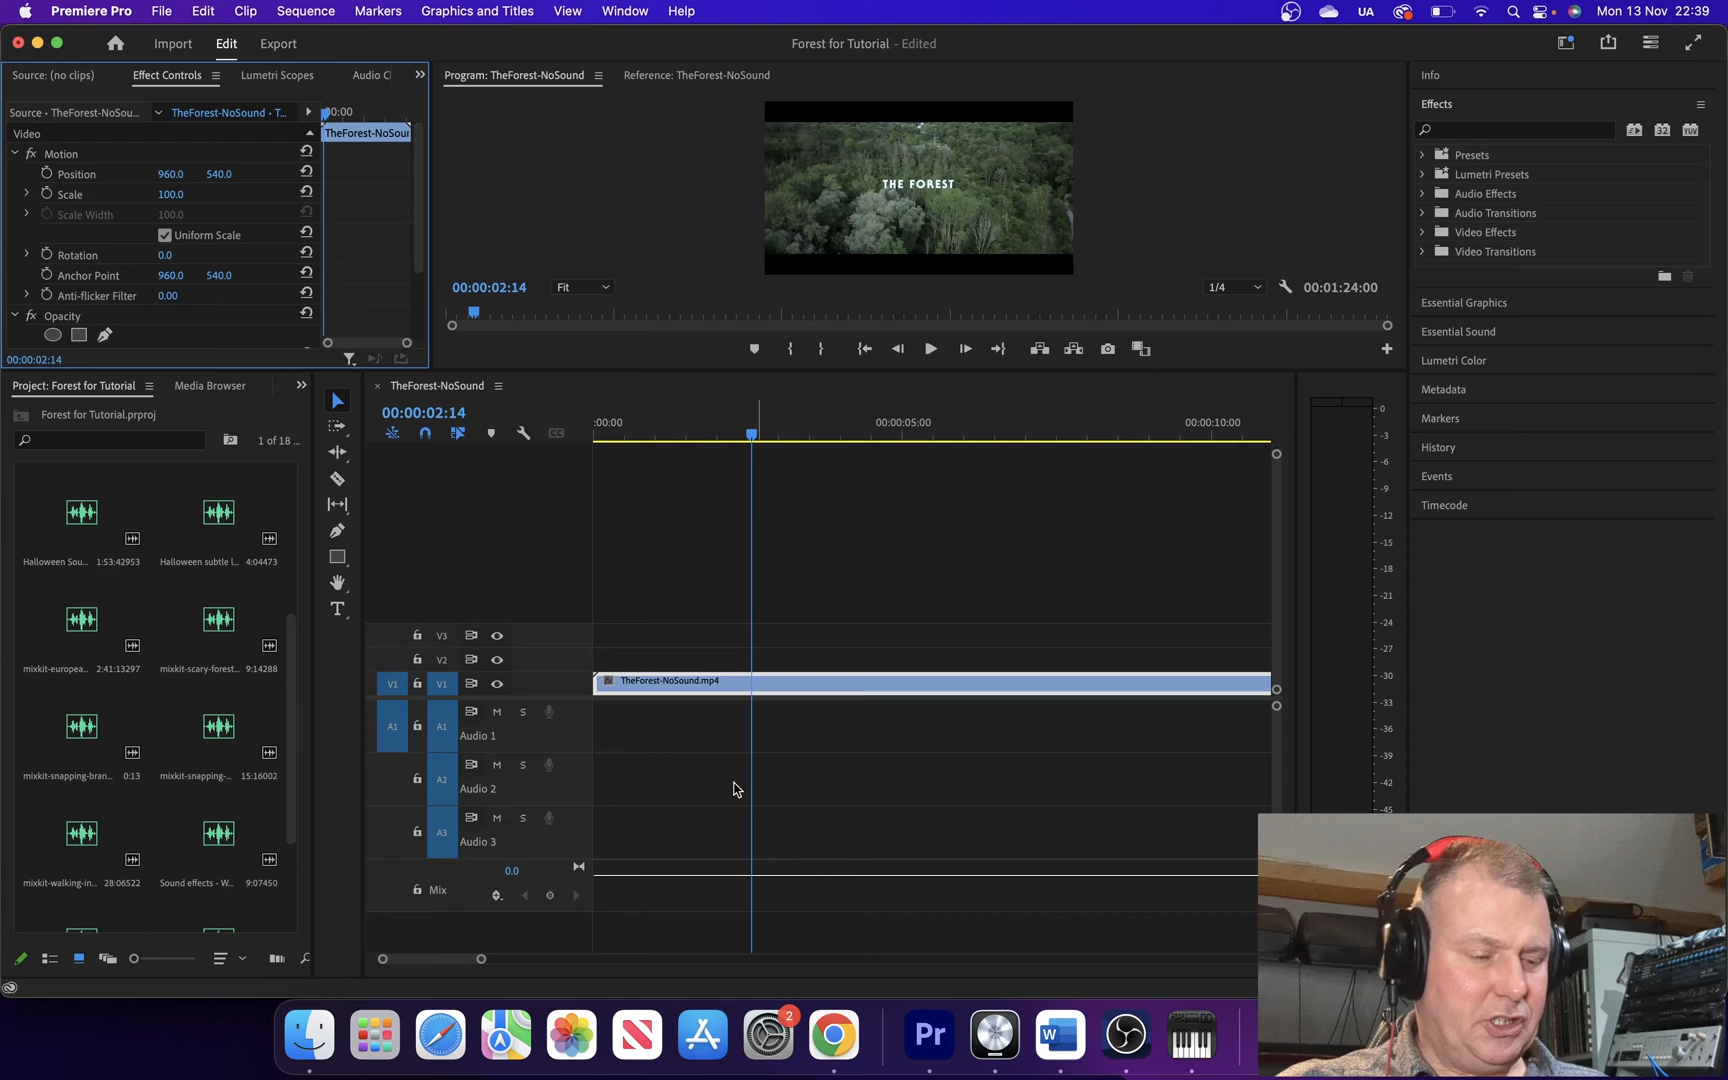 Premiere Pro File Edit Clip Sequence Markers Graphics and Titles View Window Help
UA Mon 13 Nov 22:39
Import Edit Export
Forest for Tutorial - Edited
Source: (no clips) Effect Controls Lumetri Scopes Audio Cl
Program: TheForest-NoSound Reference: TheForest-NoSound
Info
Effects
Source • TheForest-NoSou... TheForest-NoSound • T... :00:00
Video TheForest-NoSoun
fx Motion
Position 960.0 540.0
Scale 100.0
Scale Width 100.0
Uniform Scale
Rotation 0.0
Anchor Point 960.0 540.0
Anti-flicker Filter 0.00
fx Opacity
00:00:02:14
THE FOREST
00:00:02:14 Fit 1/4 00:01:24:00
32 YUV
Presets
Lumetri Presets
Audio Effects
Audio Transitions
Video Effects
Video Transitions
Essential Graphics
Essential Sound
Lumetri Color
Metadata
Markers
History
Events
Timecode
Project: Forest for Tutorial Media Browser
Forest for Tutorial.prproj
1 of 18 ...
Halloween Sou... 1:53:42953 Halloween subtle l... 4:04473
mixkit-europea... 2:41:13297 mixkit-scary-forest... 9:14288
mixkit-snapping-bran... 0:13 mixkit-snapping-... 15:16002
mixkit-walking-in... 28:06522 Sound effects - W... 9:07450
T
× TheForest-NoSound
00:00:02:14
CC
:00:00 00:00:05:00 00:00:10:00
V3
V2
V1 V1 fx TheForest-NoSound.mp4
A1 A1 M S
Audio 1
A2 M S
Audio 2
A3 M S
Audio 3
0.0
Mix
0
-3
-6
-9
-12
-15
-18
-21
-24
-27
-30
-33
-36
-39
-42
-45
2
Pr
W